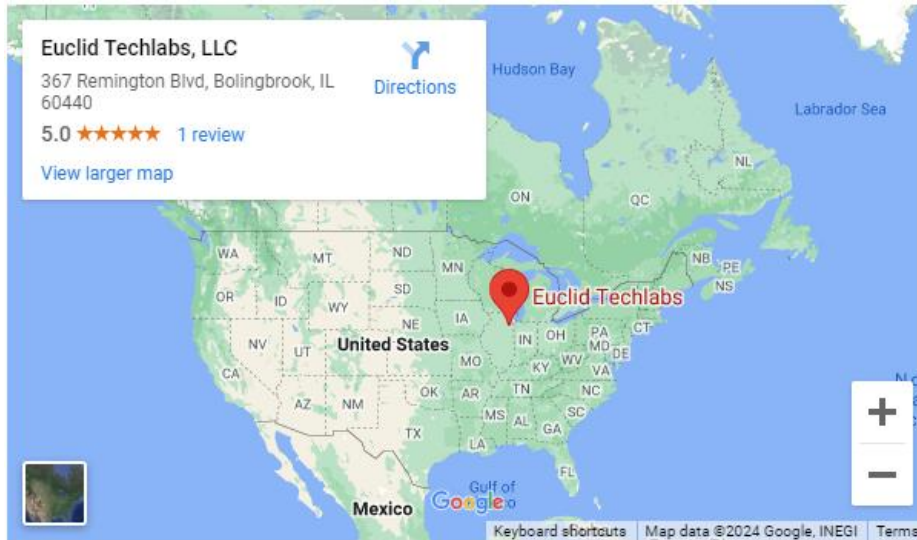 Euclid Techlabs, LLC
Directions
367 Remington Blvd, Bolingbrook, IL
60440
5.0 ★★★★★ 1 review
View larger map
Hudson Bay
Labrador Sea
NL
ON
QC
WA
MT
ND
MN
NB
PE
NS
OR
ID
WY
SD
Euclid Techlabs
IA
NE
NV
UT
United States
IN
OH
PA
CT
MD
DE
MO
KY
WV
VA
CA
AZ
NM
OK
AR
TN
NC
MS
AL
GA
SC
TX
LA
FL
Gulf of
Mexico
Google
+
−
Keyboard shortcuts
Map data ©2024 Google, INEGI
Terms